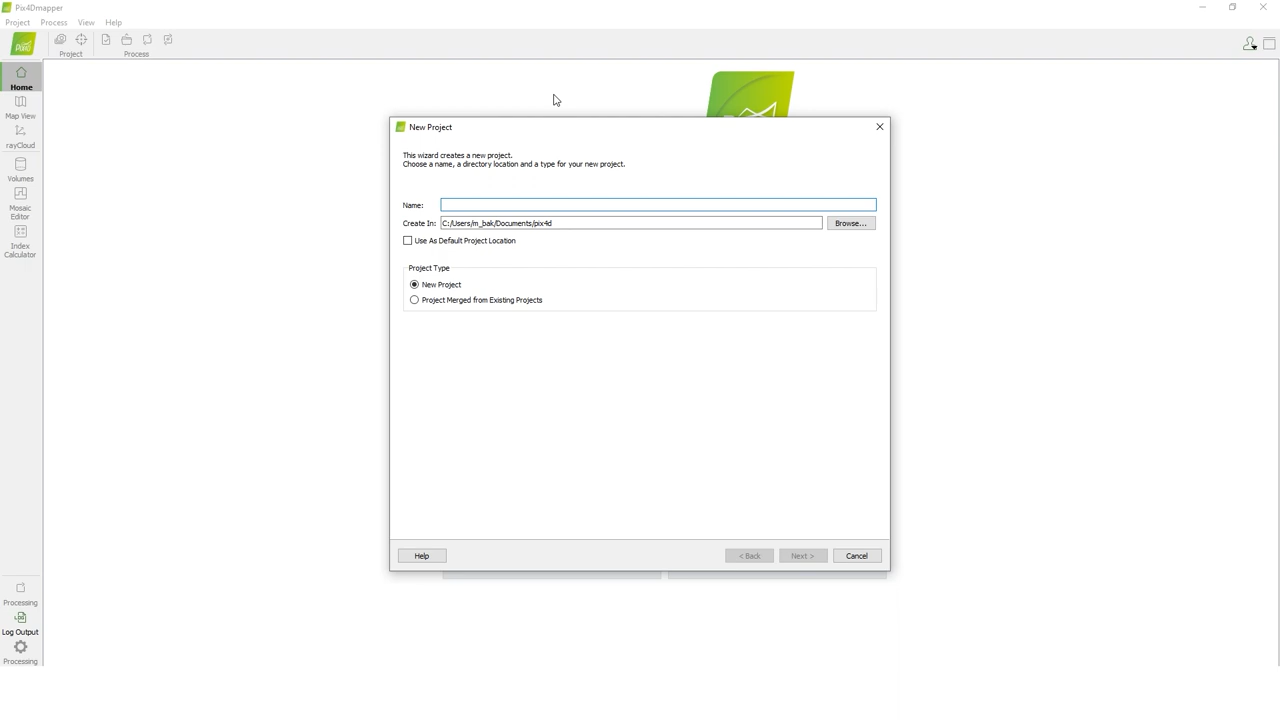 Pix4Dmapper
Project Process View Help
Project Process
Home
Map View
rayCloud
Volumes
Mosaic
Editor
Index
Calculator
Processing
Log Output
Processing
New Project
This wizard creates a new project.
Choose a name, a directory location and a type for your new project.
Name:
Create In: C:/Users/m_bak/Documents/pix4d Browse...
Use As Default Project Location
Project Type
New Project
Project Merged from Existing Projects
Help < Back Next > Cancel